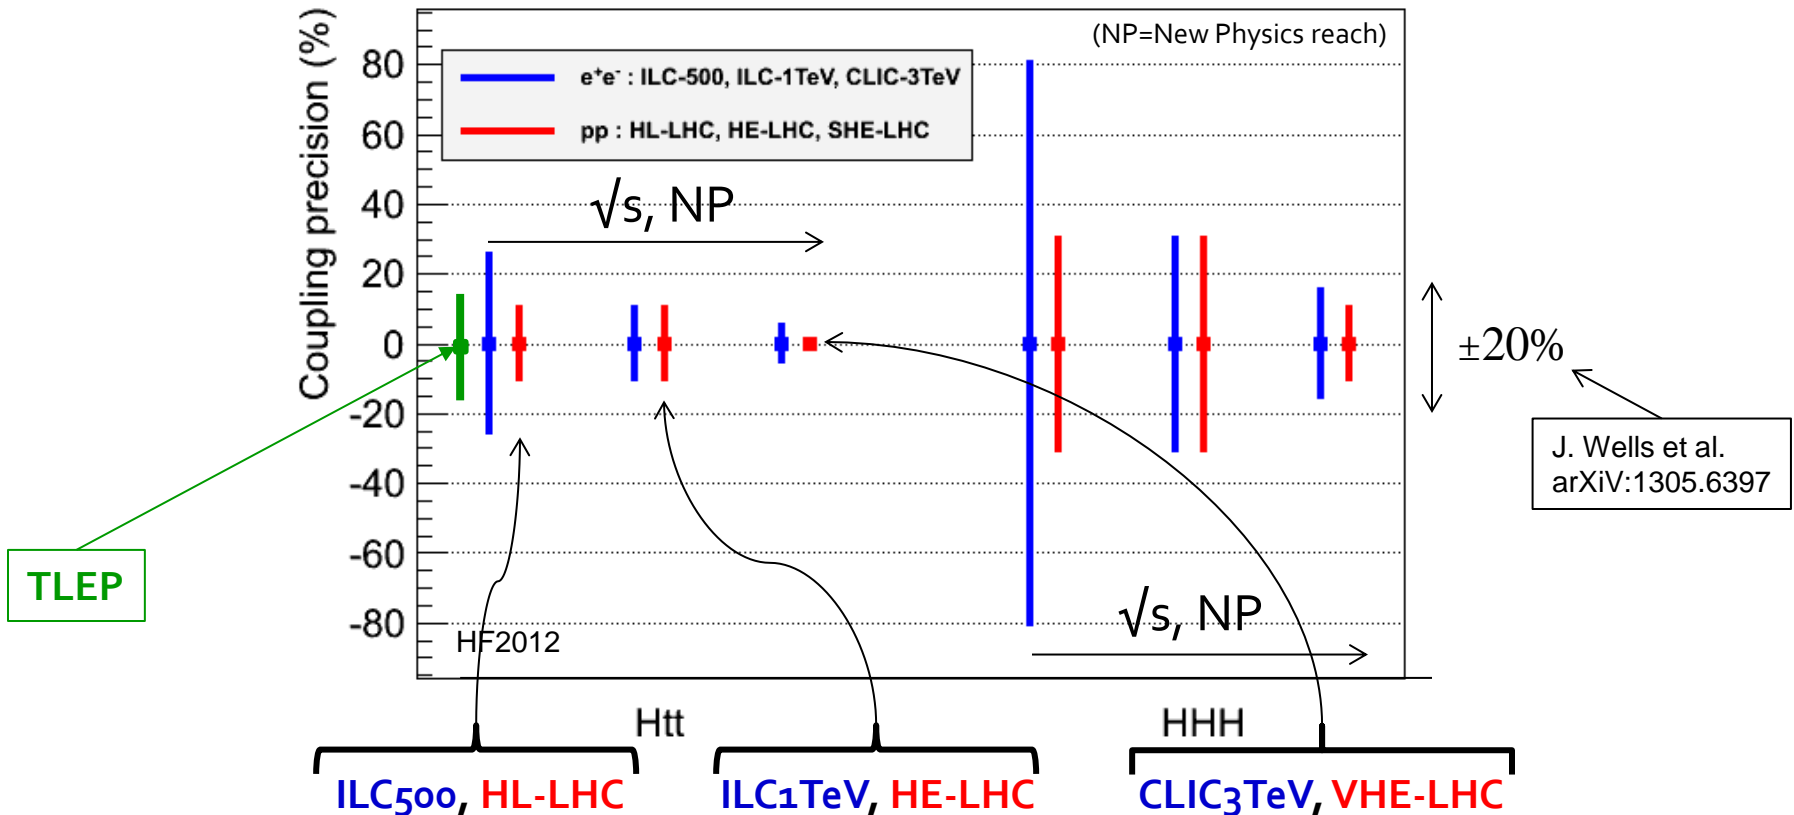 Coupling precision (%)
(NP=New Physics reach)
e⁺e⁻ : ILC-500, ILC-1TeV, CLIC-3TeV
pp : HL-LHC, HE-LHC, SHE-LHC
80
60
40
20
0
-20
-40
-60
-80
√s, NP
±20%
J. Wells et al.
arXiV:1305.6397
TLEP
√s, NP
HF2012
Htt
HHH
ILC500, HL-LHC
ILC1TeV, HE-LHC
CLIC3TeV, VHE-LHC